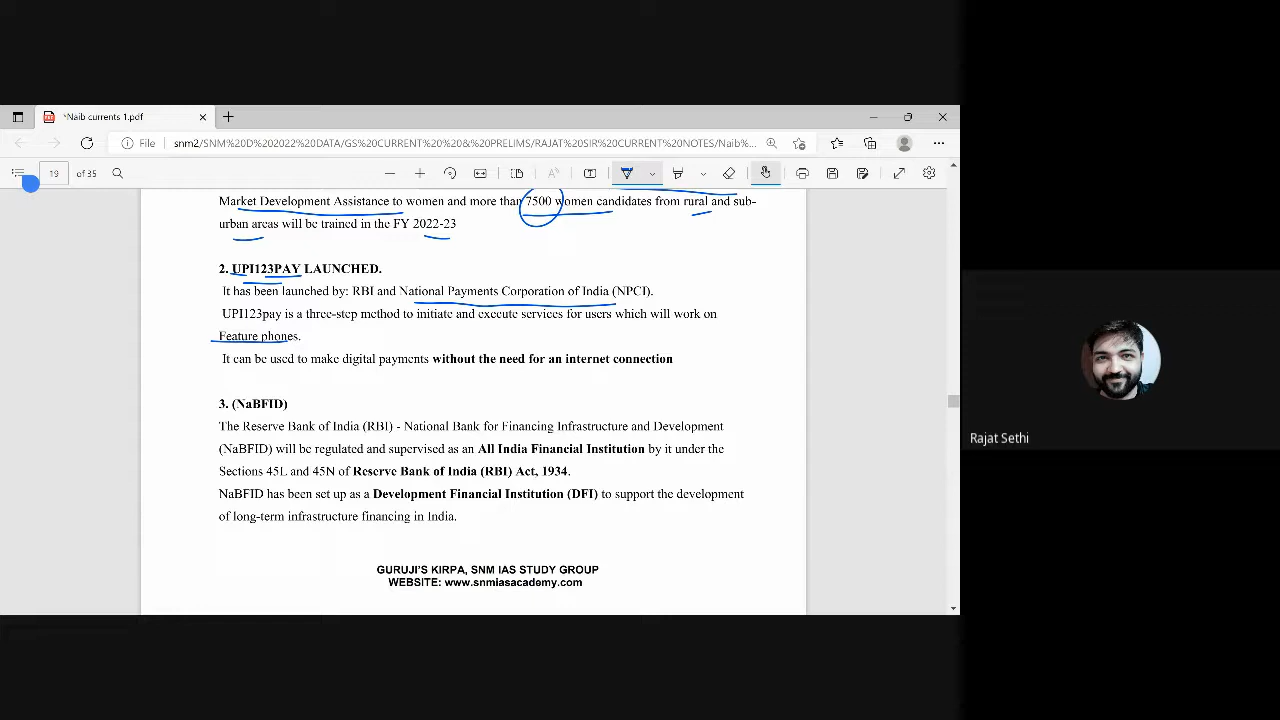 *Naib currents 1.pdf
File
snm2/SNM%20D%202022%20DATA/GS%20CURRENT%20%20&%20PRELIMS/RAJAT%20SIR%20CURRENT%20NOTES/Naib%...
19 of 35
Market Development Assistance to women and more than 7500 women candidates from rural and sub-
urban areas will be trained in the FY 2022-23
2. UPI123PAY LAUNCHED.
It has been launched by: RBI and National Payments Corporation of India (NPCI).
UPI123pay is a three-step method to initiate and execute services for users which will work on
Feature phones.
It can be used to make digital payments without the need for an internet connection
3. (NaBFID)
The Reserve Bank of India (RBI) - National Bank for Financing Infrastructure and Development
(NaBFID) will be regulated and supervised as an All India Financial Institution by it under the
Sections 45L and 45N of Reserve Bank of India (RBI) Act, 1934.
NaBFID has been set up as a Development Financial Institution (DFI) to support the development
of long-term infrastructure financing in India.
GURUJI'S KIRPA, SNM IAS STUDY GROUP
WEBSITE: www.snmiasacademy.com
Rajat Sethi